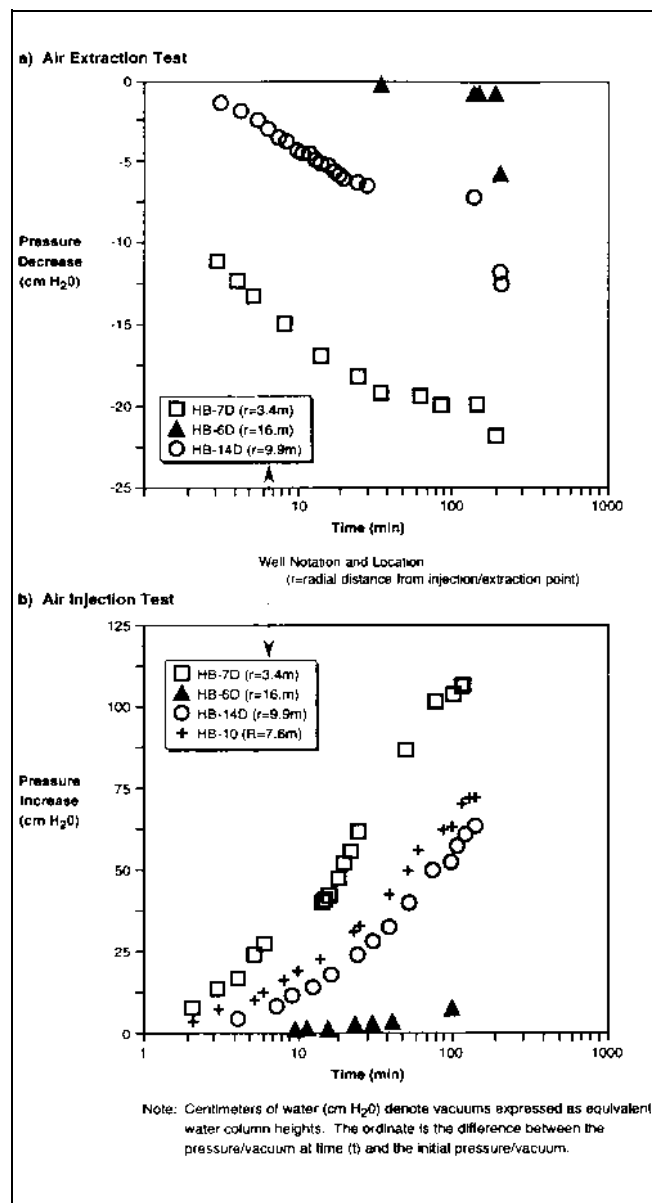 a) Air Extraction Test
0
-5
-10
-15
-20
-25
Pressure
Decrease
(cm H₂0)
HB-7D (r=3.4m)
HB-6D (r=16.m)
HB-14D (r=9.9m)
1 10 100 1000
Time (min)
Well Notation and Location
(r=radial distance from injection/extraction point)
b) Air Injection Test
125
100
75
50
25
0
Pressure
Increase
(cm H₂0)
HB-7D (r=3.4m)
HB-6D (r=16.m)
HB-14D (r=9.9m)
HB-10 (R=7.6m)
1 10 100 1000
Time (min)
Note: Centimeters of water (cm H₂0) denote vacuums expressed as equivalent
water column heights. The ordinate is the difference between the
pressure/vacuum at time (t) and the initial pressure/vacuum.